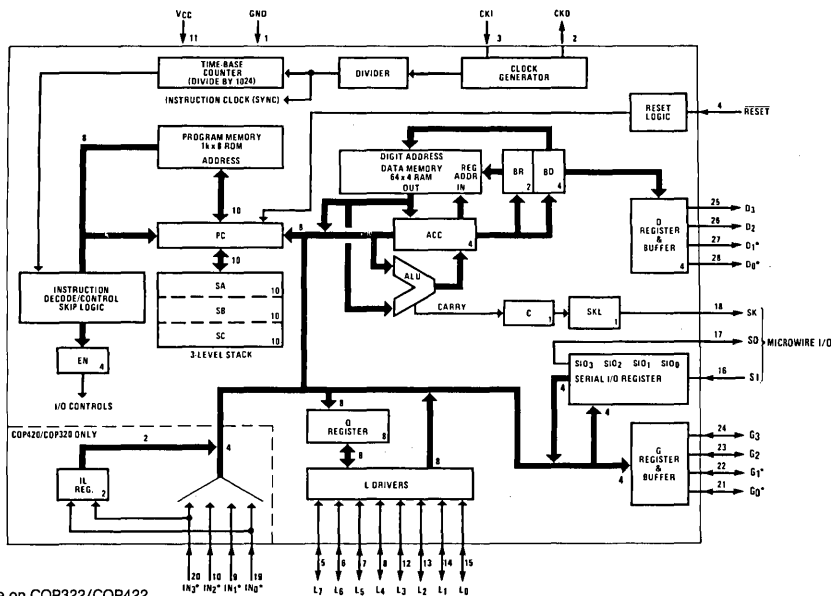 VCC GND CKI CKO
11 1 3 2
TIME-BASE
COUNTER
(DIVIDE BY 1024)
DIVIDER
CLOCK
GENERATOR
INSTRUCTION CLOCK (SYNC)
RESET
LOGIC
4 RESET
8
PROGRAM MEMORY
1k x 8 ROM
ADDRESS
DIGIT ADDRESS
DATA MEMORY
64 x 4 RAM
OUT
REG
ADDR
IN
BR
2
BD
4
10
8
PC
10
ACC
4
ALU
D
REGISTER
&
BUFFER
4
25 D3
26 D2
27 D1*
28 D0*
INSTRUCTION
DECODE/CONTROL
SKIP LOGIC
SA
10
SB
10
SC
10
3-LEVEL STACK
CARRY
C
1
SKL
1
18 SK
17 SO
MICROWIRE I/O
16 SI
EN
4
I/O CONTROLS
SIO3 SIO2 SIO1 SIO0
SERIAL I/O REGISTER
4
4
COP420/COP320 ONLY
2
4
IL
REG.
2
8
Q
REGISTER
8
8
8
L DRIVERS
4
G
REGISTER
&
BUFFER
24 G3
23 G2
22 G1*
21 G0*
20 10 9 19
IN3* IN2* IN1* IN0*
5 6 7 8 12 13 14 15
L7 L6 L5 L4 L3 L2 L1 L0
on COP322/COP422